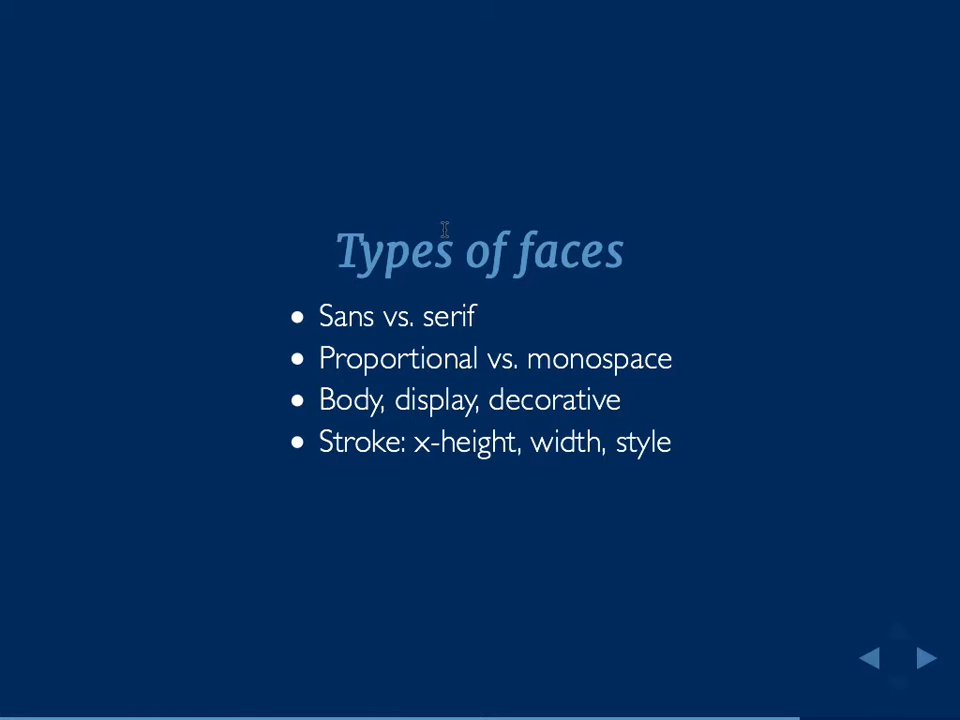 Types of faces
• Sans vs. serif
• Proportional vs. monospace
• Body, display, decorative
• Stroke: x-height, width, style